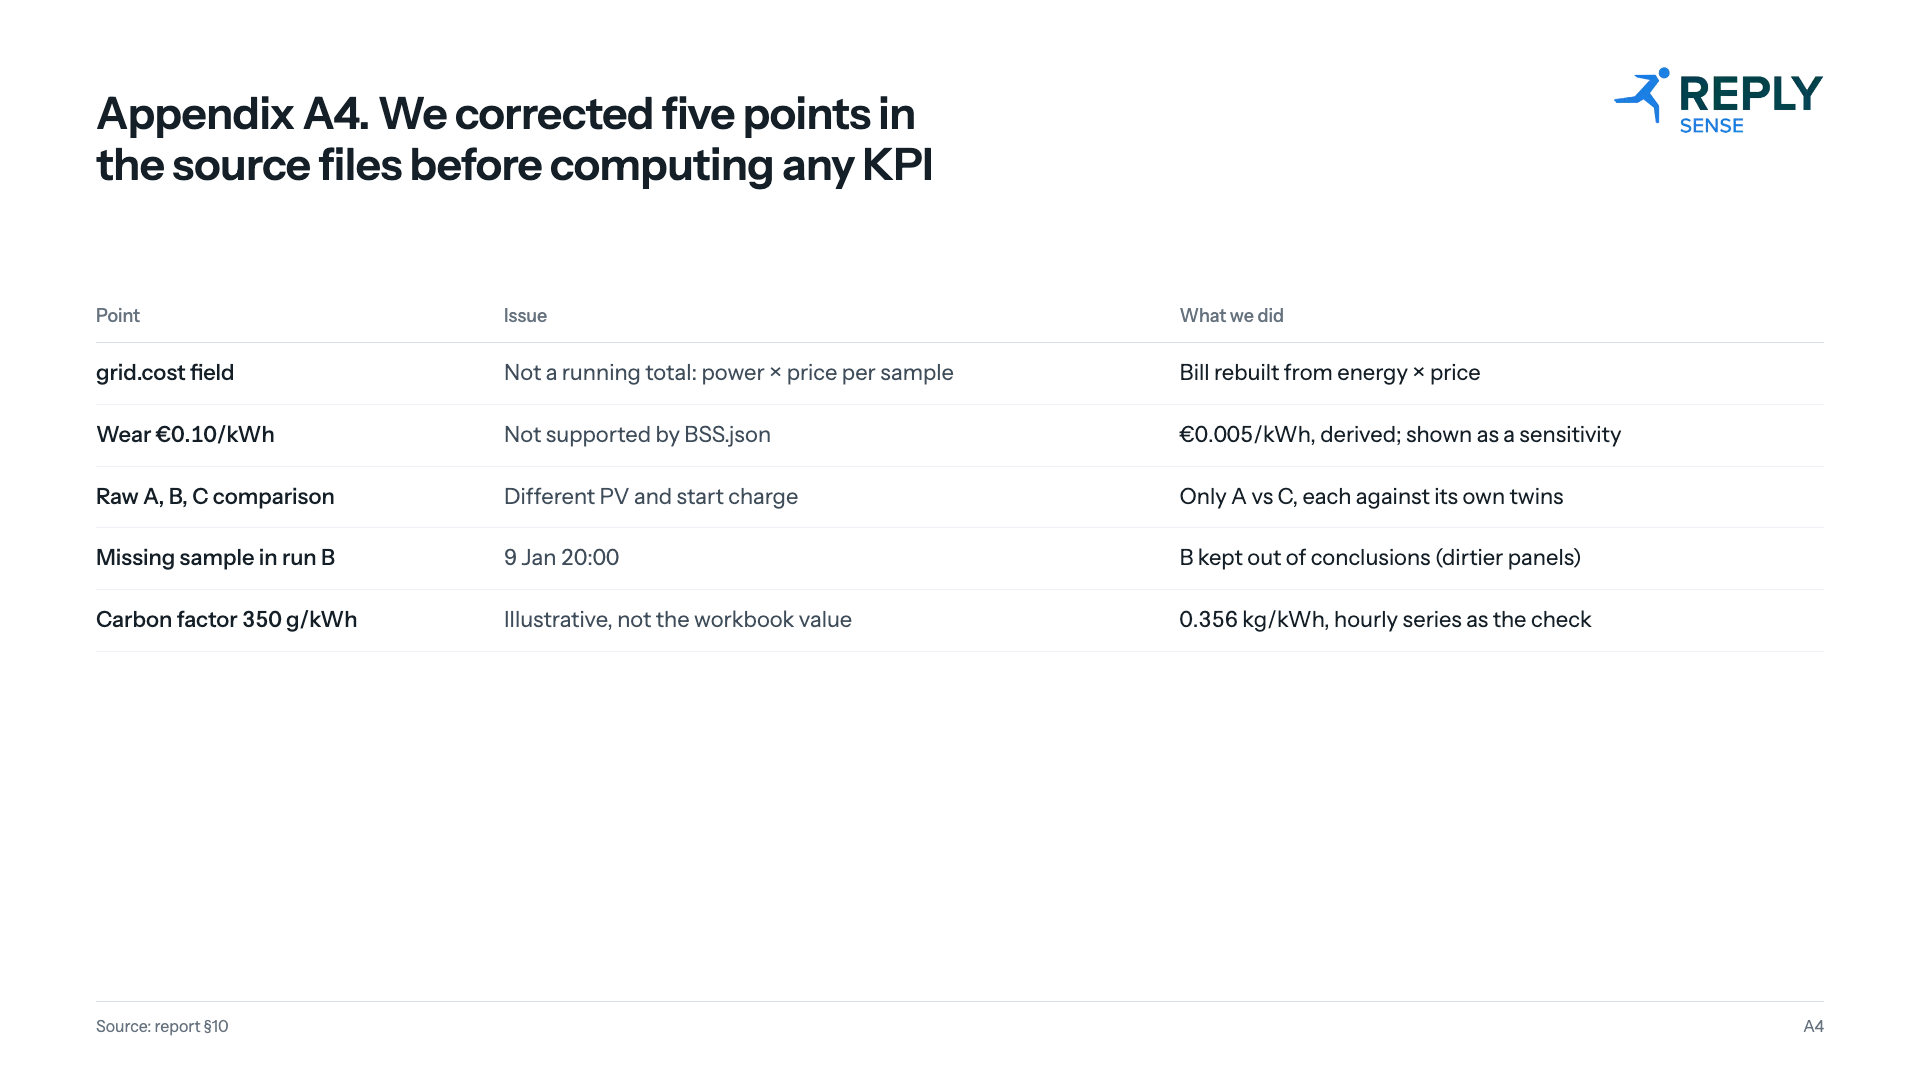 Appendix A4. We corrected five points in
the source files before computing any KPI
REPLY
SENSE
Point Issue What we did
grid.cost field Not a running total: power × price per sample Bill rebuilt from energy × price
Wear €0.10/kWh Not supported by BSS.json €0.005/kWh, derived; shown as a sensitivity
Raw A, B, C comparison Different PV and start charge Only A vs C, each against its own twins
Missing sample in run B 9 Jan 20:00 B kept out of conclusions (dirtier panels)
Carbon factor 350 g/kWh Illustrative, not the workbook value 0.356 kg/kWh, hourly series as the check
Source: report §10 A4